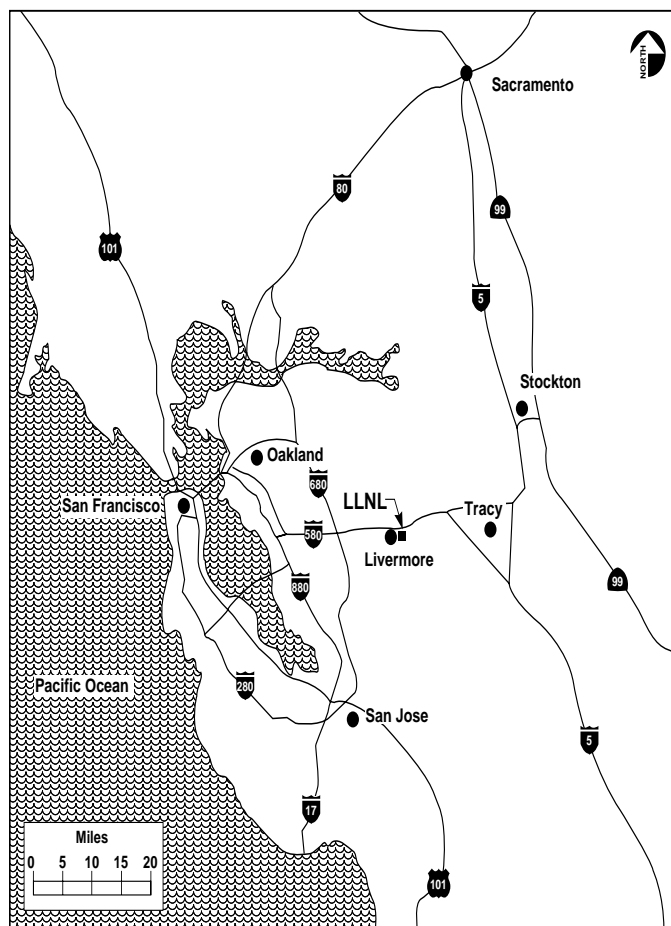 NORTH
Sacramento
80
99
101
5
Stockton
Oakland
680
LLNL
San Francisco
Tracy
580
Livermore
880
99
Pacific Ocean
280
San Jose
5
17
Miles
0 5 10 15 20
101